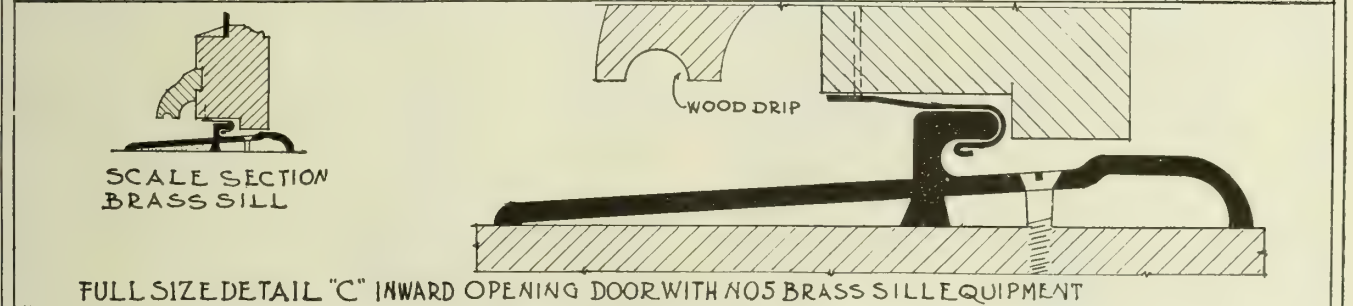 WOOD DRIP
SCALE SECTION
BRASS SILL
FULL SIZE DETAIL "C" INWARD OPENING DOOR WITH NO5 BRASS SILL EQUIPMENT